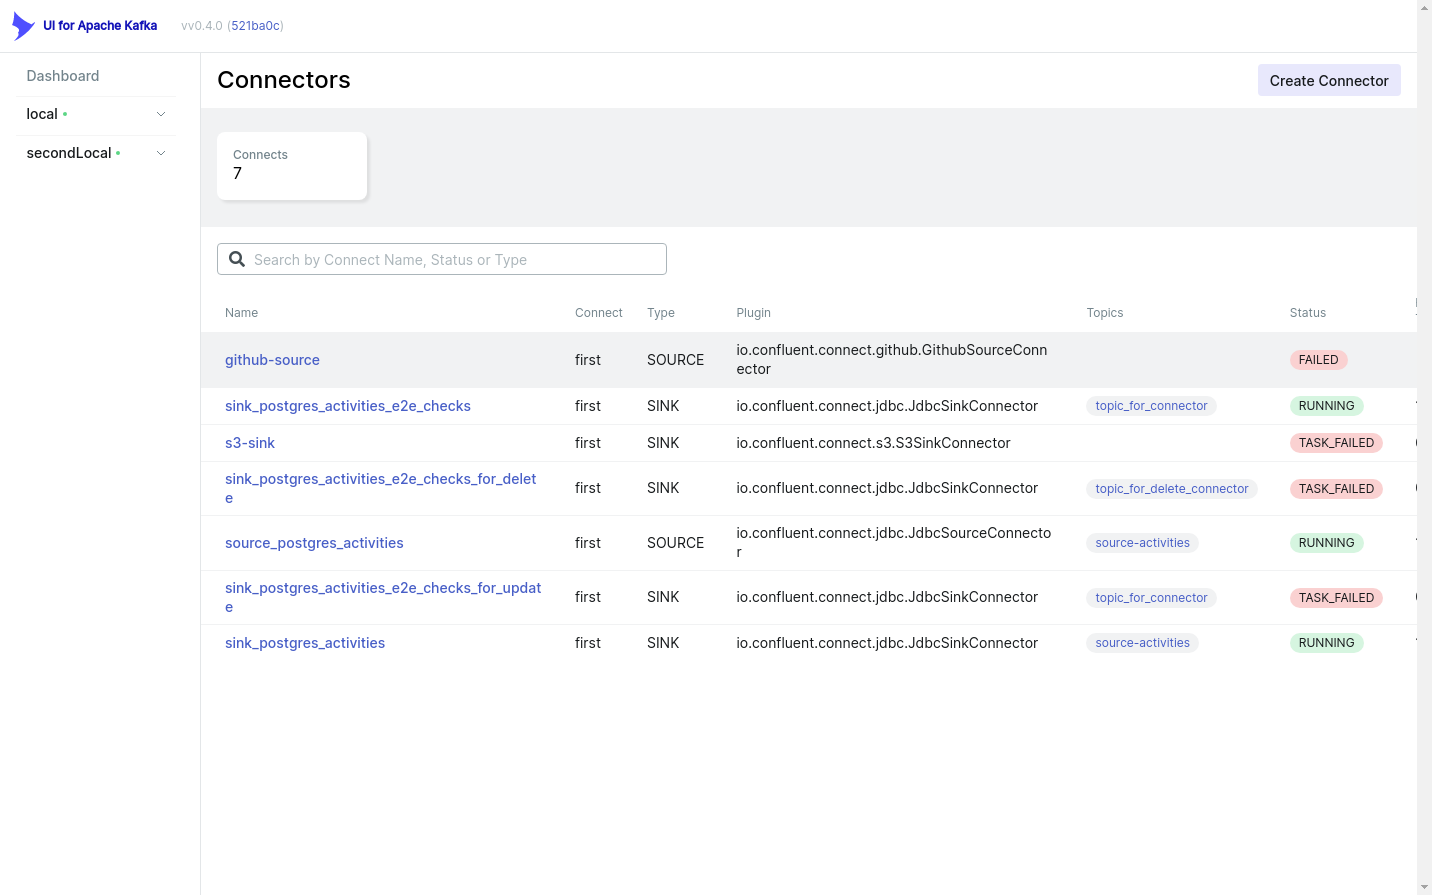 UI for Apache Kafka vv0.4.0 (521ba0c)
Dashboard
local
secondLocal
Connectors
Create Connector
Connects
7
Search by Connect Name, Status or Type
Name Connect Type Plugin Topics Status
github-source first SOURCE io.confluent.connect.github.GithubSourceConn
ector FAILED
sink_postgres_activities_e2e_checks first SINK io.confluent.connect.jdbc.JdbcSinkConnector topic_for_connector RUNNING
s3-sink first SINK io.confluent.connect.s3.S3SinkConnector TASK_FAILED
sink_postgres_activities_e2e_checks_for_delet
e first SINK io.confluent.connect.jdbc.JdbcSinkConnector topic_for_delete_connector TASK_FAILED
source_postgres_activities first SOURCE io.confluent.connect.jdbc.JdbcSourceConnecto
r source-activities RUNNING
sink_postgres_activities_e2e_checks_for_updat
e first SINK io.confluent.connect.jdbc.JdbcSinkConnector topic_for_connector TASK_FAILED
sink_postgres_activities first SINK io.confluent.connect.jdbc.JdbcSinkConnector source-activities RUNNING